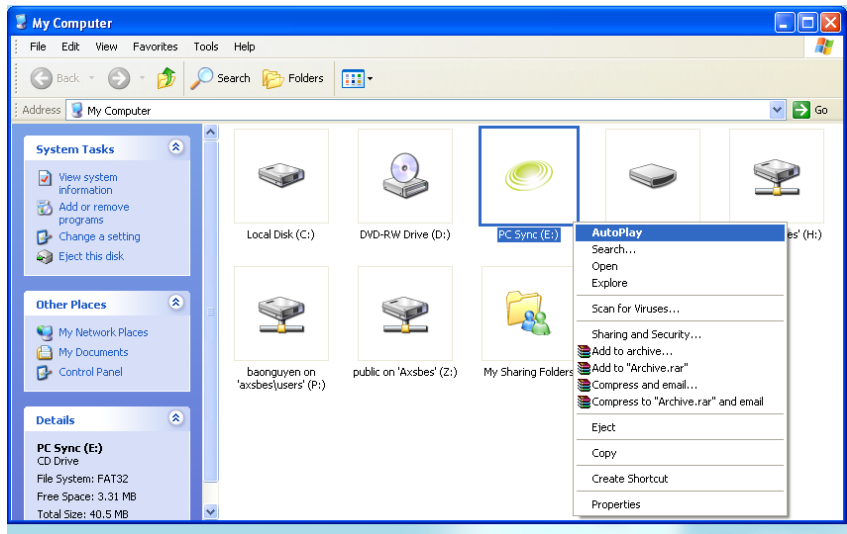 My Computer
File Edit View Favorites Tools Help
Back Search Folders
Address My Computer Go
System Tasks
View system
information
Add or remove
programs
Change a setting
Eject this disk
Other Places
My Network Places
My Documents
Control Panel
Details
PC Sync (E:)
CD Drive
File System: FAT32
Free Space: 3.31 MB
Total Size: 40.5 MB
Local Disk (C:)
DVD-RW Drive (D:)
PC Sync (E:)
es' (H:)
baonguyen on
'axsbes\users' (P:)
public on 'Axsbes' (Z:)
My Sharing Folders
AutoPlay
Search...
Open
Explore
Scan for Viruses...
Sharing and Security...
Add to archive...
Add to "Archive.rar"
Compress and email...
Compress to "Archive.rar" and email
Eject
Copy
Create Shortcut
Properties